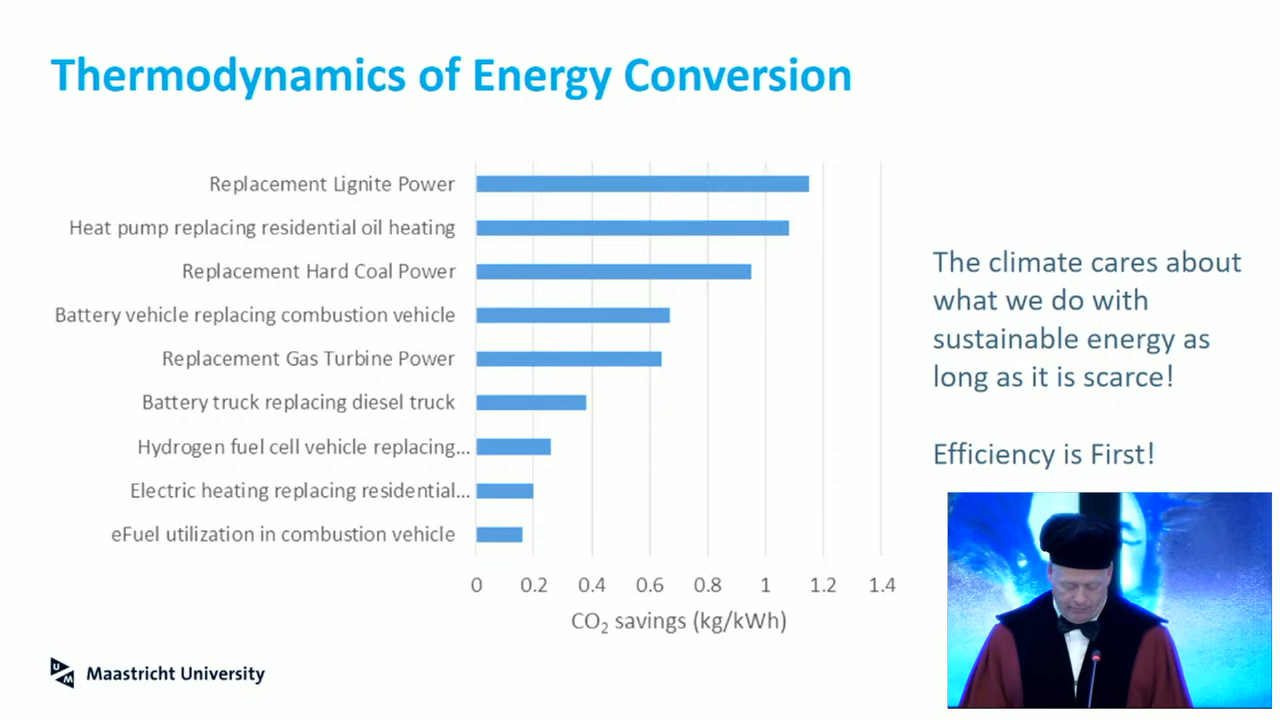 Thermodynamics of Energy Conversion
Replacement Lignite Power
Heat pump replacing residential oil heating
Replacement Hard Coal Power
Battery vehicle replacing combustion vehicle
Replacement Gas Turbine Power
Battery truck replacing diesel truck
Hydrogen fuel cell vehicle replacing...
Electric heating replacing residential...
eFuel utilization in combustion vehicle
0 0.2 0.4 0.6 0.8 1 1.2 1.4
CO₂ savings (kg/kWh)
The climate cares about
what we do with
sustainable energy as
long as it is scarce!
Efficiency is First!
UM
Maastricht University